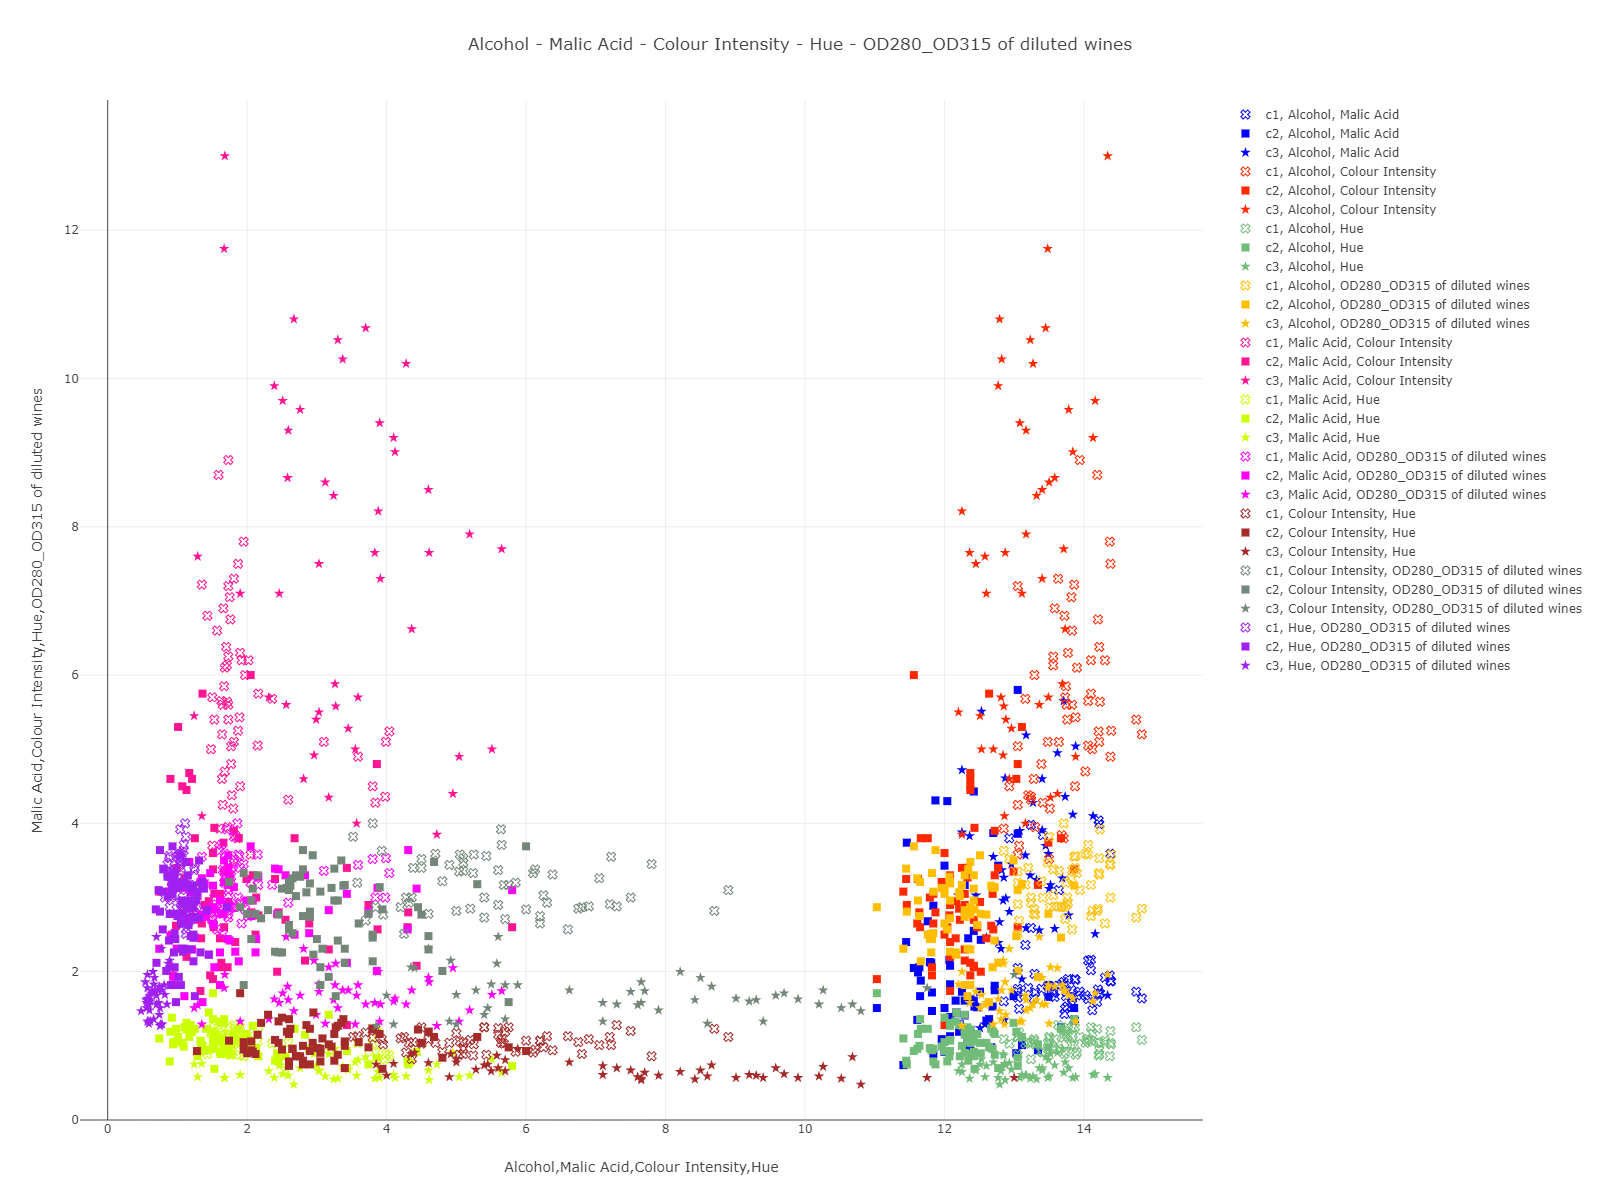 Alcohol - Malic Acid - Colour Intensity - Hue - OD280_OD315 of diluted wines
Malic Acid,Colour Intensity,Hue,OD280_OD315 of diluted wines
12
10
8
6
4
2
0
0 2 4 6 8 10 12 14
Alcohol,Malic Acid,Colour Intensity,Hue
c1, Alcohol, Malic Acid
c2, Alcohol, Malic Acid
c3, Alcohol, Malic Acid
c1, Alcohol, Colour Intensity
c2, Alcohol, Colour Intensity
c3, Alcohol, Colour Intensity
c1, Alcohol, Hue
c2, Alcohol, Hue
c3, Alcohol, Hue
c1, Alcohol, OD280_OD315 of diluted wines
c2, Alcohol, OD280_OD315 of diluted wines
c3, Alcohol, OD280_OD315 of diluted wines
c1, Malic Acid, Colour Intensity
c2, Malic Acid, Colour Intensity
c3, Malic Acid, Colour Intensity
c1, Malic Acid, Hue
c2, Malic Acid, Hue
c3, Malic Acid, Hue
c1, Malic Acid, OD280_OD315 of diluted wines
c2, Malic Acid, OD280_OD315 of diluted wines
c3, Malic Acid, OD280_OD315 of diluted wines
c1, Colour Intensity, Hue
c2, Colour Intensity, Hue
c3, Colour Intensity, Hue
c1, Colour Intensity, OD280_OD315 of diluted wines
c2, Colour Intensity, OD280_OD315 of diluted wines
c3, Colour Intensity, OD280_OD315 of diluted wines
c1, Hue, OD280_OD315 of diluted wines
c2, Hue, OD280_OD315 of diluted wines
c3, Hue, OD280_OD315 of diluted wines